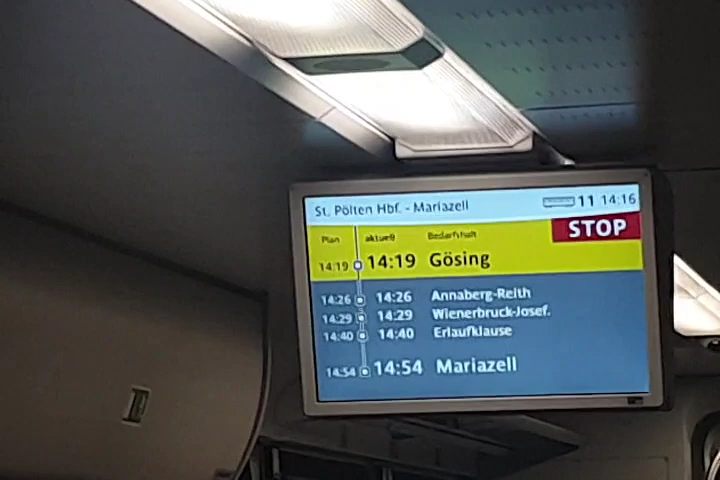 St. Pölten Hbf. - Mariazell 11 14:16
Plan aktuell Bedarfshalt STOP
14:19 14:19 Gösing
14:26 14:26 Annaberg-Reith
14:29 14:29 Wienerbruck-Josef.
14:40 14:40 Erlaufklause
14:54 14:54 Mariazell